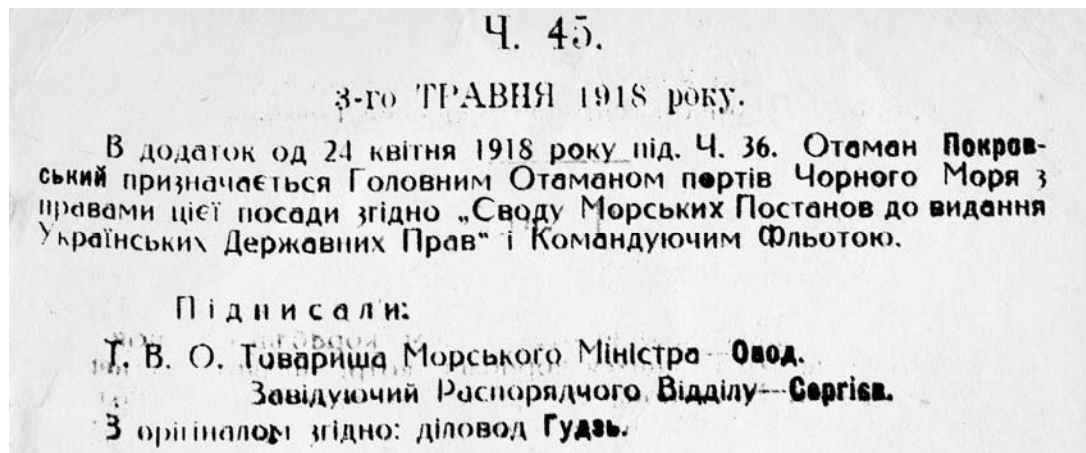 Ч. 45.
3-го ТРАВНЯ 1918 року.
В додаток од 24 квітня 1918 року під. Ч. 36. Отаман Покров-
ський призначається Головним Отаманом портів Чорного Моря з
правами цієї посади згідно „Своду Морських Постанов до видання
Українських Державних Прав“ і Командуючим Фльотою.
Підписали:
Т. В. О. Товариша Морського Міністра—Овод.
Завідуючий Распорядчого Відділу—Сергієв.
З орігіналом згідно: діловод Гудзь.